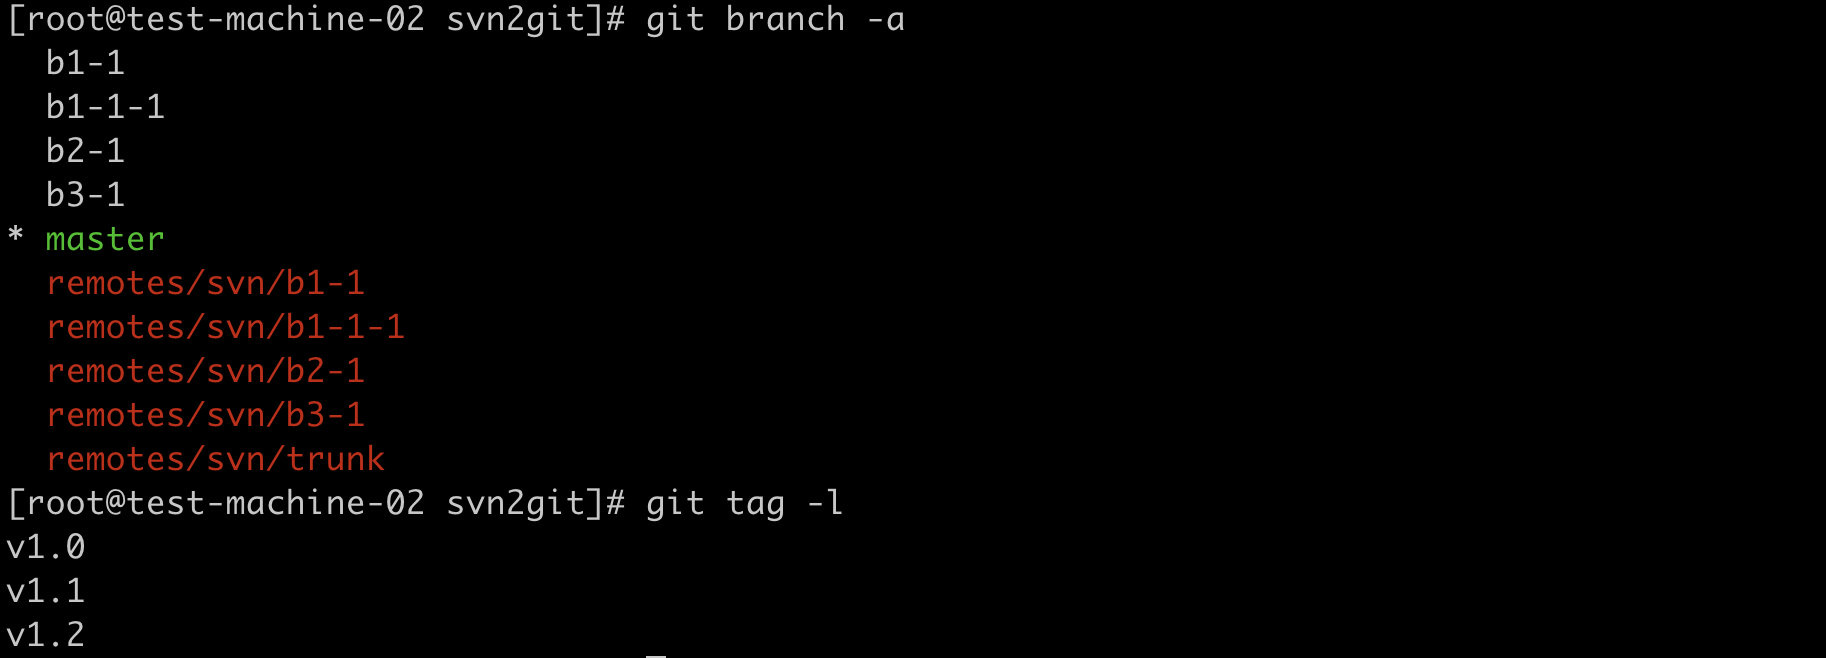 [root@test-machine-02 svn2git]# git branch -a
  b1-1
  b1-1-1
  b2-1
  b3-1
* master
  remotes/svn/b1-1
  remotes/svn/b1-1-1
  remotes/svn/b2-1
  remotes/svn/b3-1
  remotes/svn/trunk
[root@test-machine-02 svn2git]# git tag -l
v1.0
v1.1
v1.2